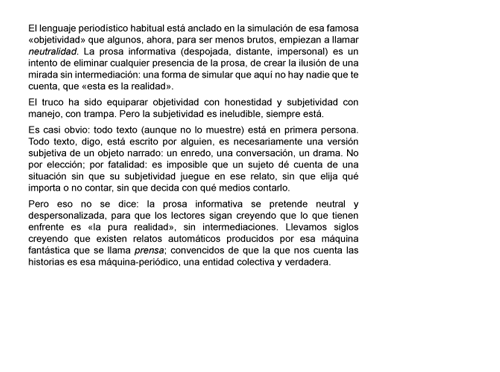 El lenguaje periodístico habitual está anclado en la simulación de esa famosa
«objetividad» que algunos, ahora, para ser menos brutos, empiezan a llamar
neutralidad. La prosa informativa (despojada, distante, impersonal) es un
intento de eliminar cualquier presencia de la prosa, de crear la ilusión de una
mirada sin intermediación: una forma de simular que aquí no hay nadie que te
cuenta, que «esta es la realidad».
El truco ha sido equiparar objetividad con honestidad y subjetividad con
manejo, con trampa. Pero la subjetividad es ineludible, siempre está.
Es casi obvio: todo texto (aunque no lo muestre) está en primera persona.
Todo texto, digo, está escrito por alguien, es necesariamente una versión
subjetiva de un objeto narrado: un enredo, una conversación, un drama. No
por elección; por fatalidad: es imposible que un sujeto dé cuenta de una
situación sin que su subjetividad juegue en ese relato, sin que elija qué
importa o no contar, sin que decida con qué medios contarlo.
Pero eso no se dice: la prosa informativa se pretende neutral y
despersonalizada, para que los lectores sigan creyendo que lo que tienen
enfrente es «la pura realidad», sin intermediaciones. Llevamos siglos
creyendo que existen relatos automáticos producidos por esa máquina
fantástica que se llama prensa; convencidos de que la que nos cuenta las
historias es esa máquina-periódico, una entidad colectiva y verdadera.